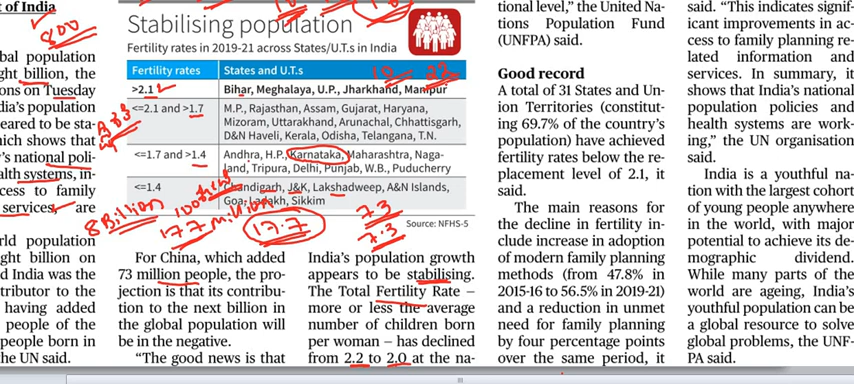 t of India
800
bal population
ght billion, the
ons on Tuesday
dia's population
eared to be sta-
hich shows that
's national poli-
alth systems, in-
cess to family
services, are
8 Billion
rld population
ght billion on
d India was the
tributor to the
having added
people of the
people born in
he UN said.
Stabilising population
Fertility rates in 2019-21 across States/U.T.s in India
Fertility rates States and U.T.s
>2.1 Bihar, Meghalaya, U.P., Jharkhand, Manipur
<=2.1 and >1.7 M.P., Rajasthan, Assam, Gujarat, Haryana,
Mizoram, Uttarakhand, Arunachal, Chhattisgarh,
D&N Haveli, Kerala, Odisha, Telangana, T.N.
<=1.7 and >1.4 Andhra, H.P., Karnataka, Maharashtra, Naga-
land, Tripura, Delhi, Punjab, W.B., Puducherry
<=1.4 Chandigarh, J&K, Lakshadweep, A&N Islands,
Goa, Ladakh, Sikkim
Source: NFHS-5
177 million
17.7
73
7.3
For China, which added
73 million people, the pro-
jection is that its contribu-
tion to the next billion in
the global population will
be in the negative.
"The good news is that
India's population growth
appears to be stabilising.
The Total Fertility Rate —
more or less the average
number of children born
per woman — has declined
from 2.2 to 2.0 at the na-
tional level," the United Na-
tions Population Fund
(UNFPA) said.
Good record
A total of 31 States and Un-
ion Territories (constitut-
ing 69.7% of the country's
population) have achieved
fertility rates below the re-
placement level of 2.1, it
said.
The main reasons for
the decline in fertility in-
clude increase in adoption
of modern family planning
methods (from 47.8% in
2015-16 to 56.5% in 2019-21)
and a reduction in unmet
need for family planning
by four percentage points
over the same period, it
said. "This indicates signif-
icant improvements in ac-
cess to family planning re-
lated information and
services. In summary, it
shows that India's national
population policies and
health systems are work-
ing," the UN organisation
said.
India is a youthful na-
tion with the largest cohort
of young people anywhere
in the world, with major
potential to achieve its de-
mographic dividend.
While many parts of the
world are ageing, India's
youthful population can be
a global resource to solve
global problems, the UNF-
PA said.